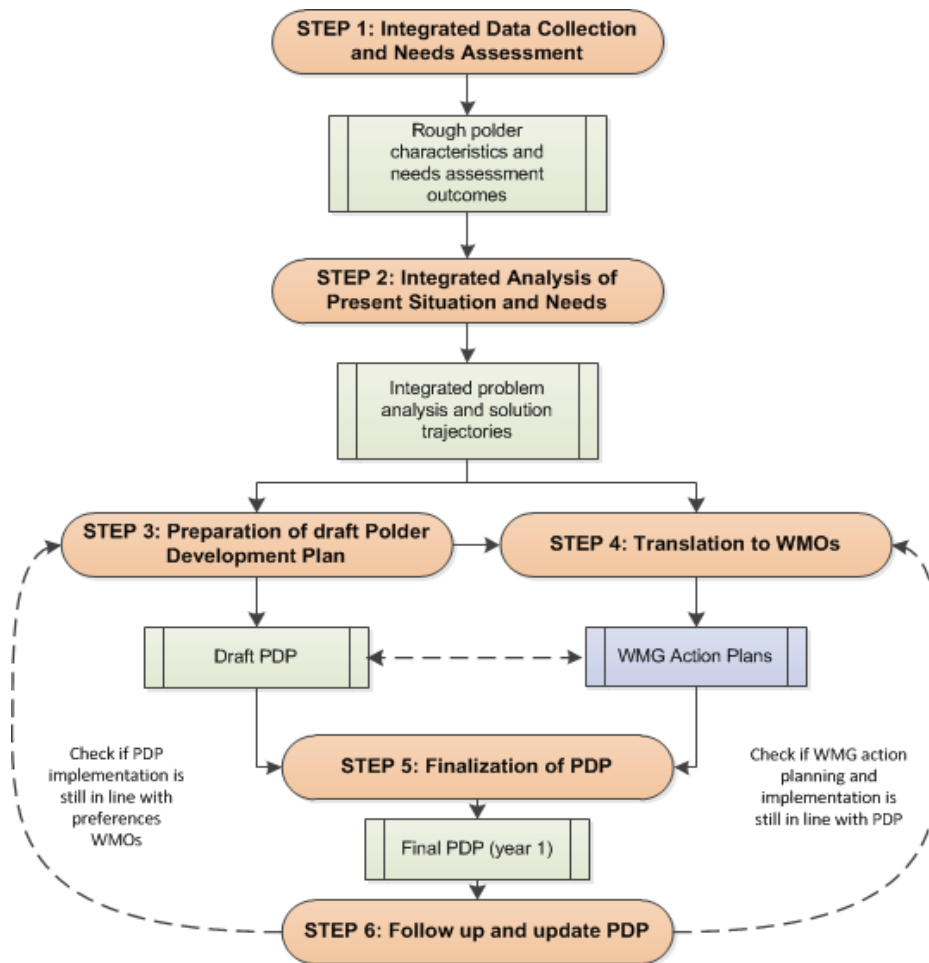 STEP 1: Integrated Data Collection
and Needs Assessment
Rough polder
characteristics and
needs assessment
outcomes
STEP 2: Integrated Analysis of
Present Situation and Needs
Integrated problem
analysis and solution
trajectories
STEP 3: Preparation of draft Polder
Development Plan
STEP 4: Translation to WMOs
Draft PDP
WMG Action Plans
Check if PDP
implementation is
still in line with
preferences
WMOs
STEP 5: Finalization of PDP
Check if WMG action
planning and
implementation is
still in line with PDP
Final PDP (year 1)
STEP 6: Follow up and update PDP